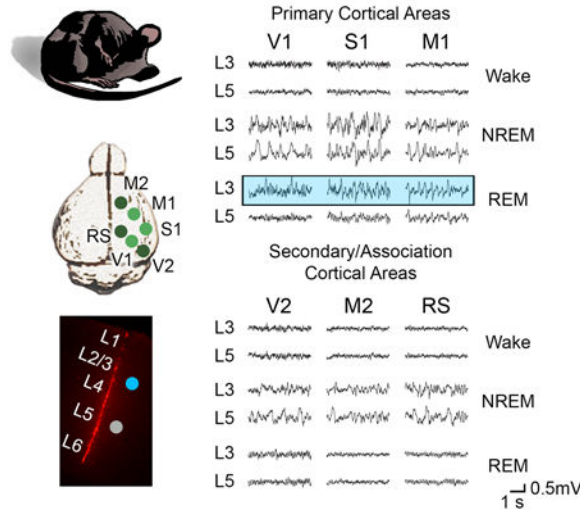 Primary Cortical Areas
V1 S1 M1
L3
L5
Wake
L3
L5
NREM
L3
L5
REM
M2
M1
S1
RS
V1
V2
Secondary/Association
Cortical Areas
V2 M2 RS
L3
L5
Wake
L3
L5
NREM
L3
L5
REM
0.5mV
1 s
L1
L2/3
L4
L5
L6